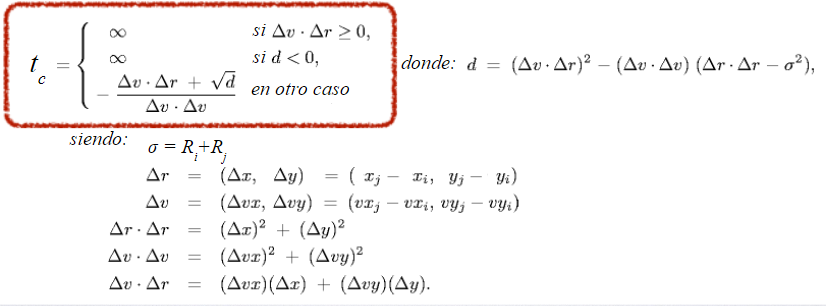 t_c = { ∞ si Δv · Δr ≥ 0,
∞ si d < 0,
− (Δv · Δr + √d) / (Δv · Δv) en otro caso
donde: d = (Δv · Δr)² − (Δv · Δv) (Δr · Δr − σ²),
siendo: σ = R_i+R_j
Δr = (Δx, Δy) = ( x_j − x_i, y_j − y_i)
Δv = (Δvx, Δvy) = (vx_j − vx_i, vy_j − vy_i)
Δr · Δr = (Δx)² + (Δy)²
Δv · Δv = (Δvx)² + (Δvy)²
Δv · Δr = (Δvx)(Δx) + (Δvy)(Δy).